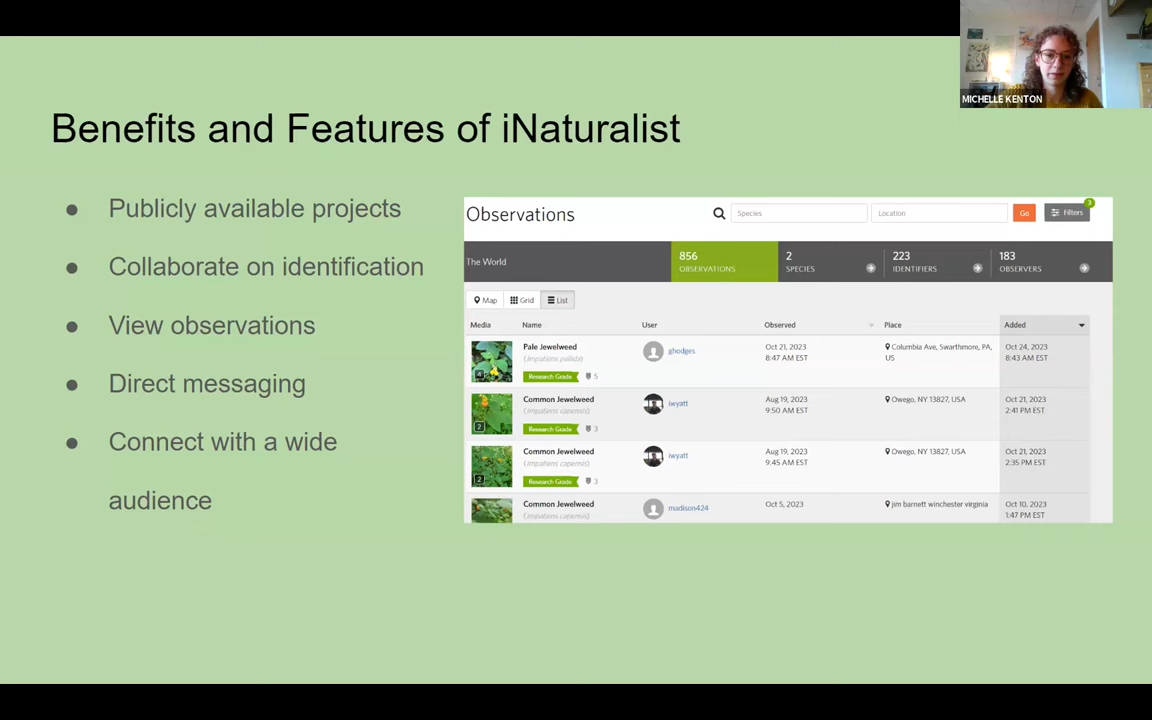 MICHELLE KENTON
Benefits and Features of iNaturalist
● Publicly available projects
● Collaborate on identification
● View observations
● Direct messaging
● Connect with a wide
audience
Observations
Species
Location
Go
Filters
3
The World
856
OBSERVATIONS
2
SPECIES
223
IDENTIFIERS
183
OBSERVERS
Map Grid List
Media Name User Observed Place Added
Pale Jewelweed
(Impatiens pallida)
Research Grade 5
4
ghodges
Oct 21, 2023
8:47 AM EST
Columbia Ave, Swarthmore, PA,
US
Oct 24, 2023
8:43 AM EST
Common Jewelweed
(Impatiens capensis)
Research Grade 3
2
iwyatt
Aug 19, 2023
9:50 AM EST
Owego, NY 13827, USA
Oct 21, 2023
2:41 PM EST
Common Jewelweed
(Impatiens capensis)
Research Grade 3
2
iwyatt
Aug 19, 2023
9:45 AM EST
Owego, NY 13827, USA
Oct 21, 2023
2:35 PM EST
Common Jewelweed
(Impatiens capensis)
madison424
Oct 5, 2023
jim barnett winchester virginia
Oct 10, 2023
1:47 PM EST